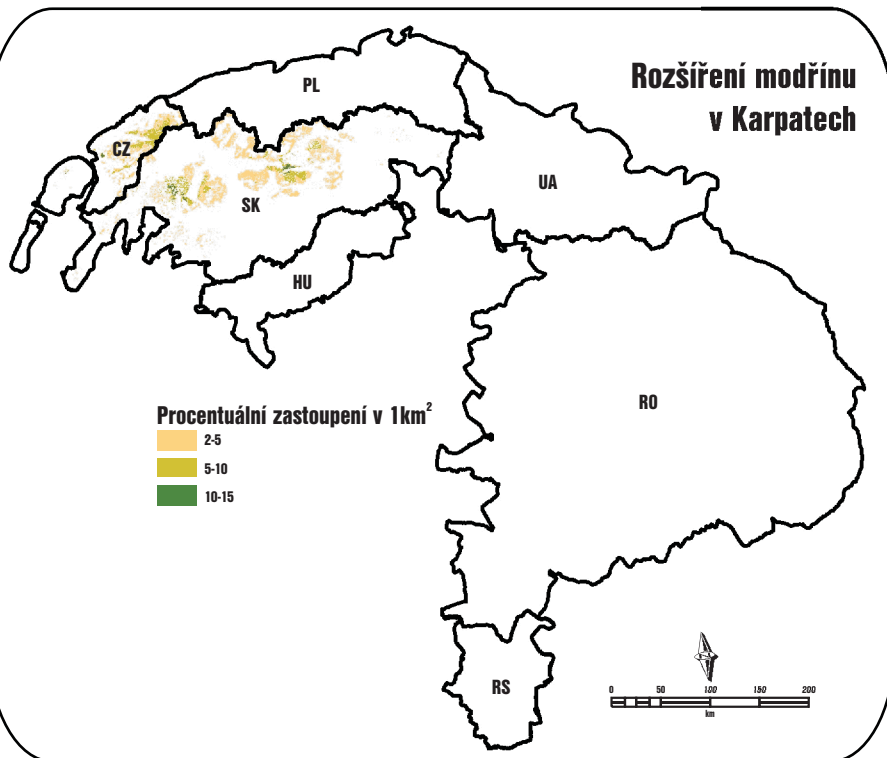 Rozšíření modřínu
v Karpatech
PL
CZ
SK
UA
HU
RO
Procentuální zastoupení v 1km²
2-5
5-10
10-15
RS
0 50 100 150 200
km